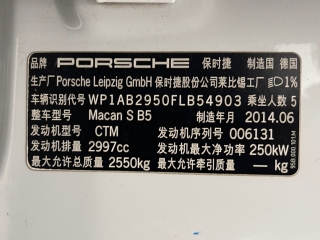 品牌 PORSCHE 保时捷 制造国 德国
生产厂 Porsche Leipzig GmbH 保时捷股份公司莱比锡工厂 1%
车辆识别代号 WP1AB2950FLB54903 乘坐人数 5
整车型号 Macan S B5 制造年月 2014.06
发动机型号 CTM 发动机序列号 006131
发动机排量 2997cc 发动机最大净功率 250kW
最大允许总质量 2550kg 最大允许牵引质量 — kg